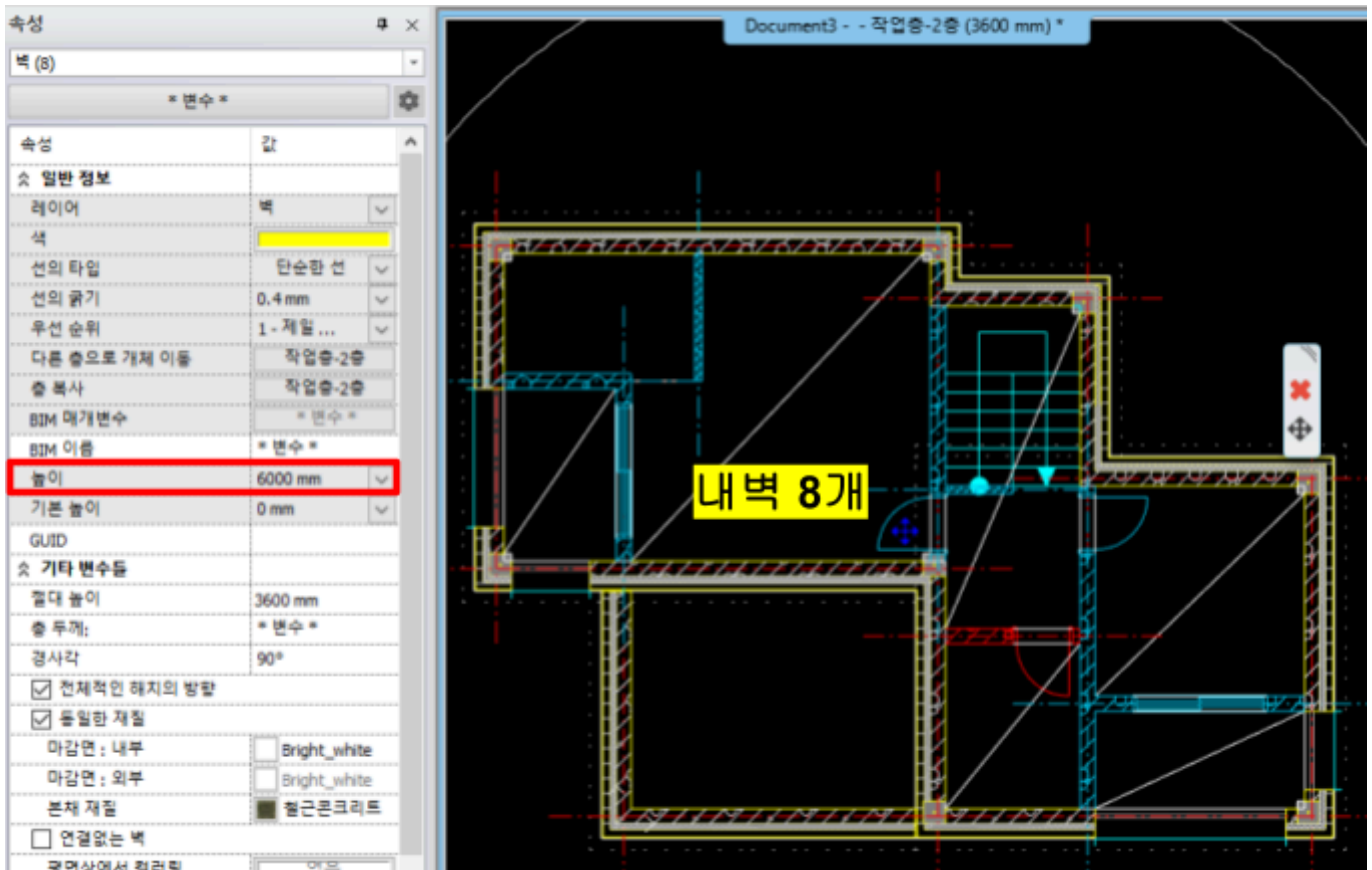 속성
벽 (8)
* 변수 *
속성 값
일반 정보
레이어 벽
색
선의 타입 단순한 선
선의 굵기 0.4 mm
우선 순위 1 - 제일 ...
다른 층으로 개체 이동 작업층-2층
층 복사 작업층-2층
BIM 매개변수 * 변수 *
BIM 이름 * 변수 *
높이 6000 mm
기본 높이 0 mm
GUID
기타 변수들
절대 높이 3600 mm
층 두께: * 변수 *
경사각 90°
전체적인 해치의 방향
동일한 재질
마감면 : 내부 Bright_white
마감면 : 외부 Bright_white
본채 재질 철근콘크리트
연결없는 벽
Document3 - - 작업층-2층 (3600 mm) *
내벽 8개